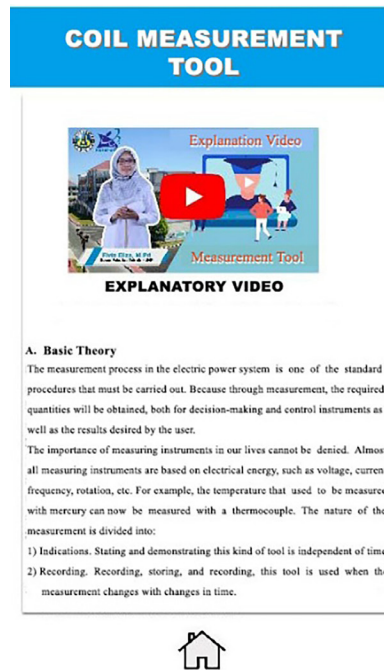 COIL MEASUREMENT
TOOL
Explanation Video
Elvia Eliza, M.Pd
Measurement Tool
EXPLANATORY VIDEO
A. Basic Theory
The measurement process in the electric power system is one of the standard
procedures that must be carried out. Because through measurement, the required
quantities will be obtained, both for decision-making and control instruments as
well as the results desired by the user.
The importance of measuring instruments in our lives cannot be denied. Almos
all measuring instruments are based on electrical energy, such as voltage, curren
frequency, rotation, etc. For example, the temperature that used to be measured
with mercury can now be measured with a thermocouple. The nature of the
measurement is divided into:
1) Indications. Stating and demonstrating this kind of tool is independent of time
2) Recording. Recording, storing, and recording, this tool is used when the
measurement changes with changes in time.